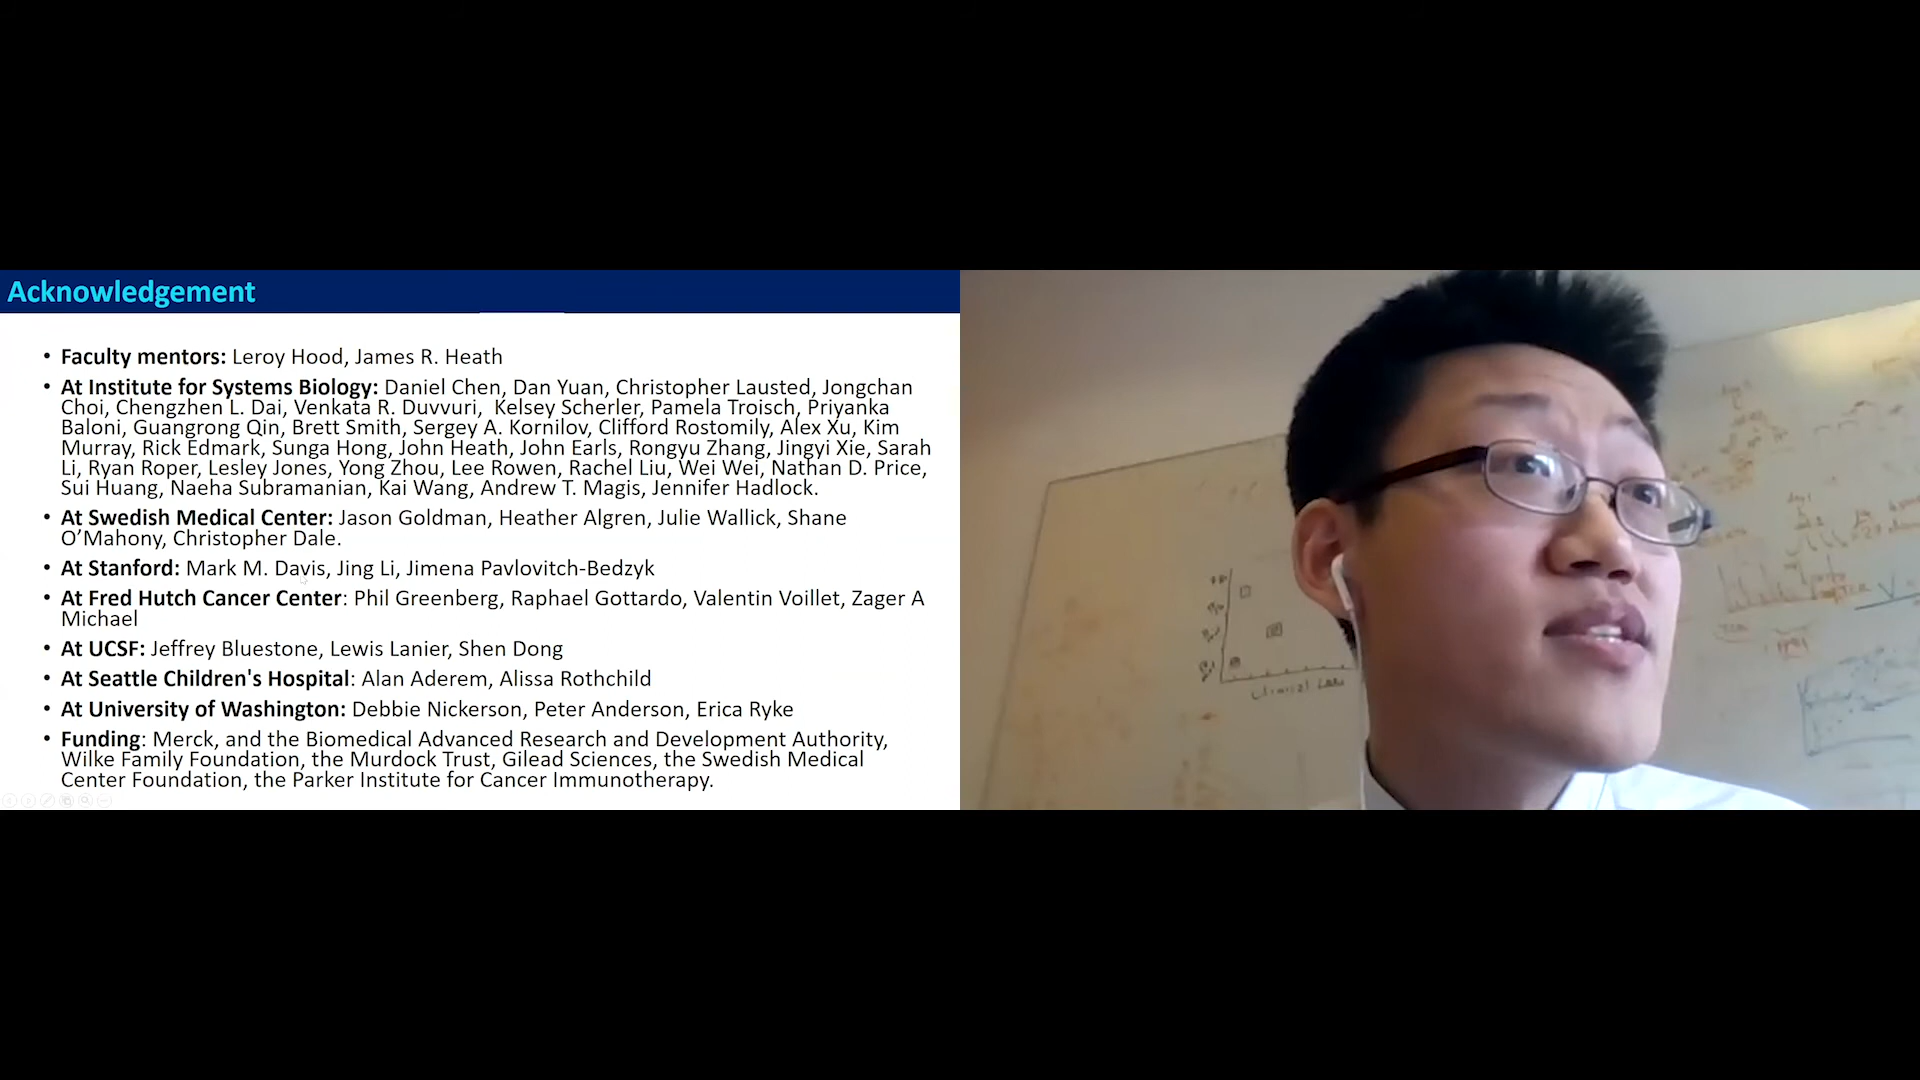 Acknowledgement
• Faculty mentors: Leroy Hood, James R. Heath
• At Institute for Systems Biology: Daniel Chen, Dan Yuan, Christopher Lausted, Jongchan
Choi, Chengzhen L. Dai, Venkata R. Duvvuri,  Kelsey Scherler, Pamela Troisch, Priyanka
Baloni, Guangrong Qin, Brett Smith, Sergey A. Kornilov, Clifford Rostomily, Alex Xu, Kim
Murray, Rick Edmark, Sunga Hong, John Heath, John Earls, Rongyu Zhang, Jingyi Xie, Sarah
Li, Ryan Roper, Lesley Jones, Yong Zhou, Lee Rowen, Rachel Liu, Wei Wei, Nathan D. Price,
Sui Huang, Naeha Subramanian, Kai Wang, Andrew T. Magis, Jennifer Hadlock.
• At Swedish Medical Center: Jason Goldman, Heather Algren, Julie Wallick, Shane
O’Mahony, Christopher Dale.
• At Stanford: Mark M. Davis, Jing Li, Jimena Pavlovitch-Bedzyk
• At Fred Hutch Cancer Center: Phil Greenberg, Raphael Gottardo, Valentin Voillet, Zager A
Michael
• At UCSF: Jeffrey Bluestone, Lewis Lanier, Shen Dong
• At Seattle Children's Hospital: Alan Aderem, Alissa Rothchild
• At University of Washington: Debbie Nickerson, Peter Anderson, Erica Ryke
• Funding: Merck, and the Biomedical Advanced Research and Development Authority,
Wilke Family Foundation, the Murdock Trust, Gilead Sciences, the Swedish Medical
Center Foundation, the Parker Institute for Cancer Immunotherapy.
Clinical Labs